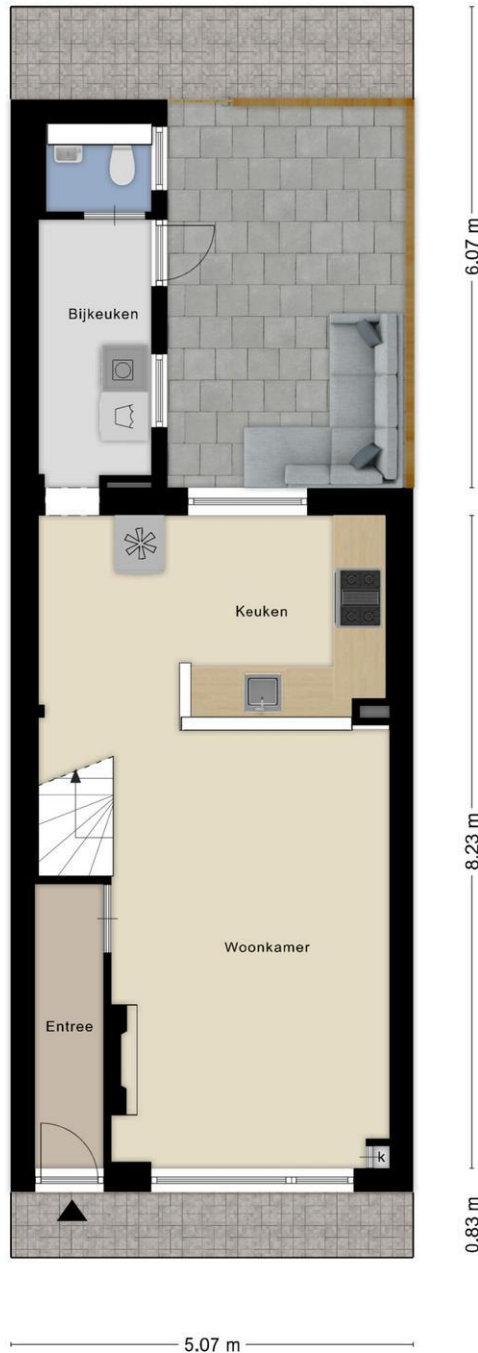 6.07 m
Bijkeuken
Keuken
8.23 m
Woonkamer
Entree
k
0.83 m
5.07 m